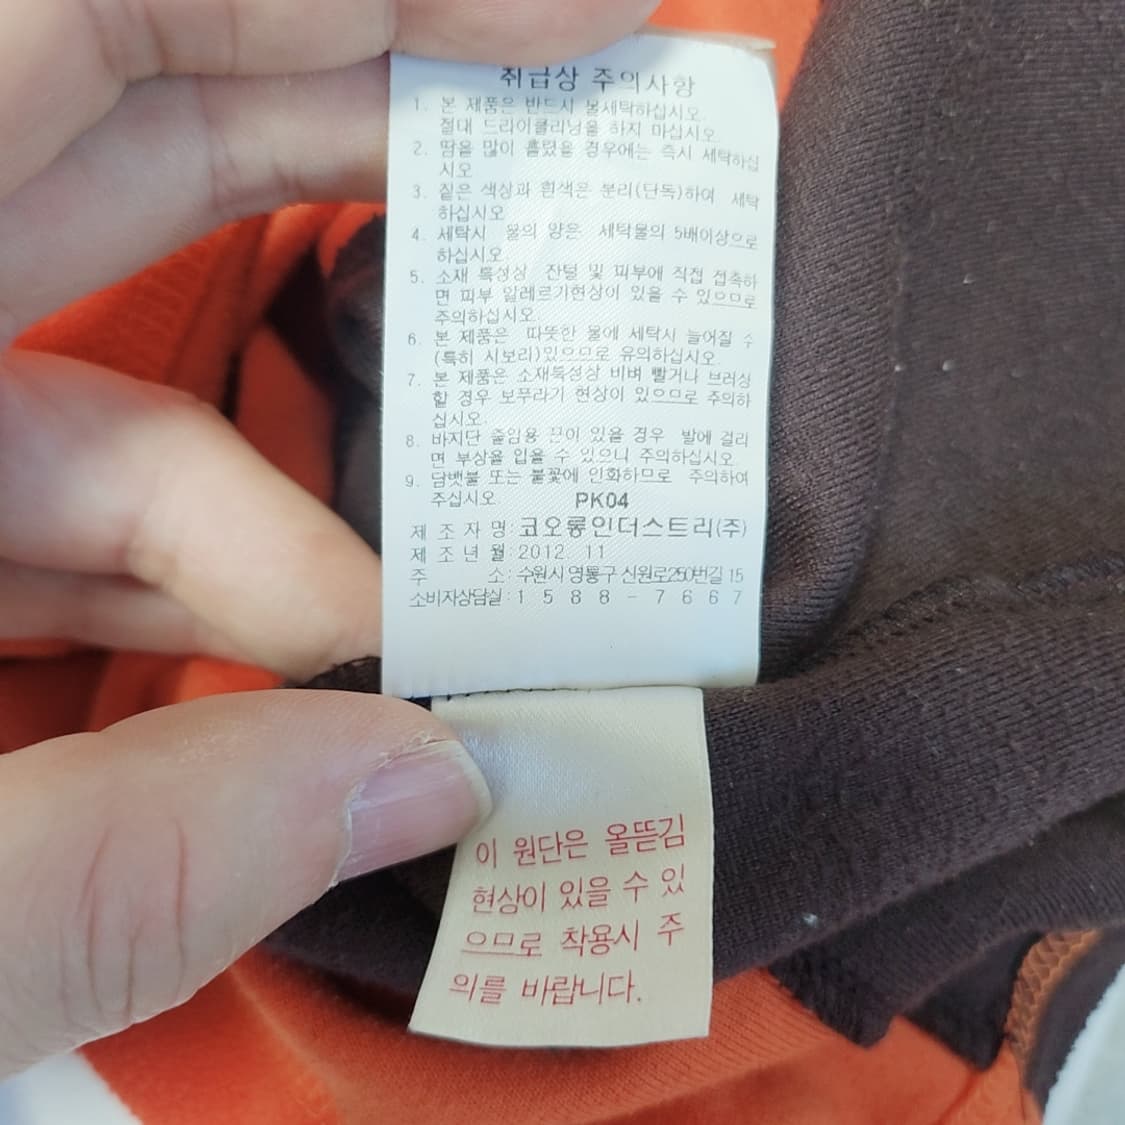 취급상 주의사항
1. 본 제품은 반드시 물세탁하십시오.
절대 드라이클리닝을 하지 마십시오.
2. 땀을 많이 흘렸을 경우에는 즉시 세탁하십
시오
3. 짙은 색상과 흰색은 분리(단독)하여 세탁
하십시오
4. 세탁시 물의 양은 세탁물의 5배이상으로
하십시오
5. 소재 특성상 잔털 및 피부에 직접 접촉하
면 피부 알레르기현상이 있을 수 있으므로
주의하십시오.
6. 본 제품은 따뜻한 물에 세탁시 늘어질 수
(특히 시보리)있으므로 유의하십시오.
7. 본 제품은 소재특성상 비벼 빨거나 브러싱
할 경우 보푸라기 현상이 있으므로 주의하
십시오.
8. 바지단 줄임용 끈이 있을 경우 발에 걸리
면 부상을 입을 수 있으니 주의하십시오
9. 담뱃불 또는 불꽃에 인화하므로 주의하여
주십시오 PK04
제 조 자 명: 코오롱인더스트리(주)
제 조 년 월: 2012 11
주 소: 수원시 영통구 신원로250번길 15
소비자상담실: 1 5 8 8 - 7 6 6 7
이 원단은 올뜯김
현상이 있을 수 있
으므로 착용시 주
의를 바랍니다.